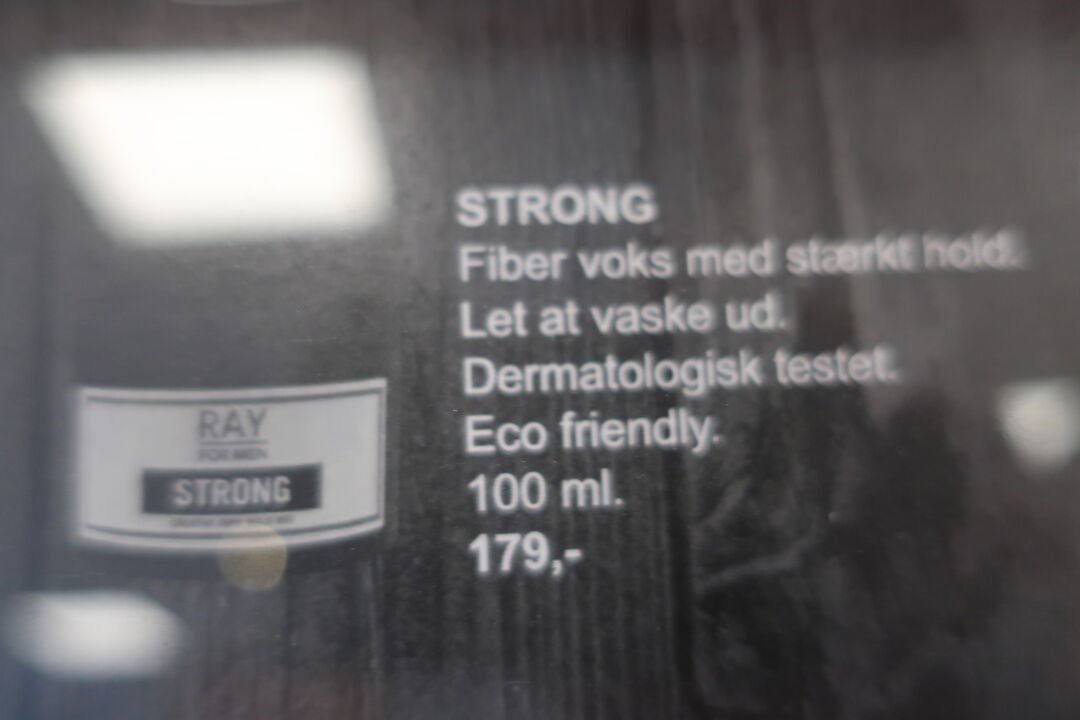 STRONG
Fiber voks med stærkt hold.
Let at vaske ud.
Dermatologisk testet.
Eco friendly.
100 ml.
179,-
RAY
FOR MEN
STRONG